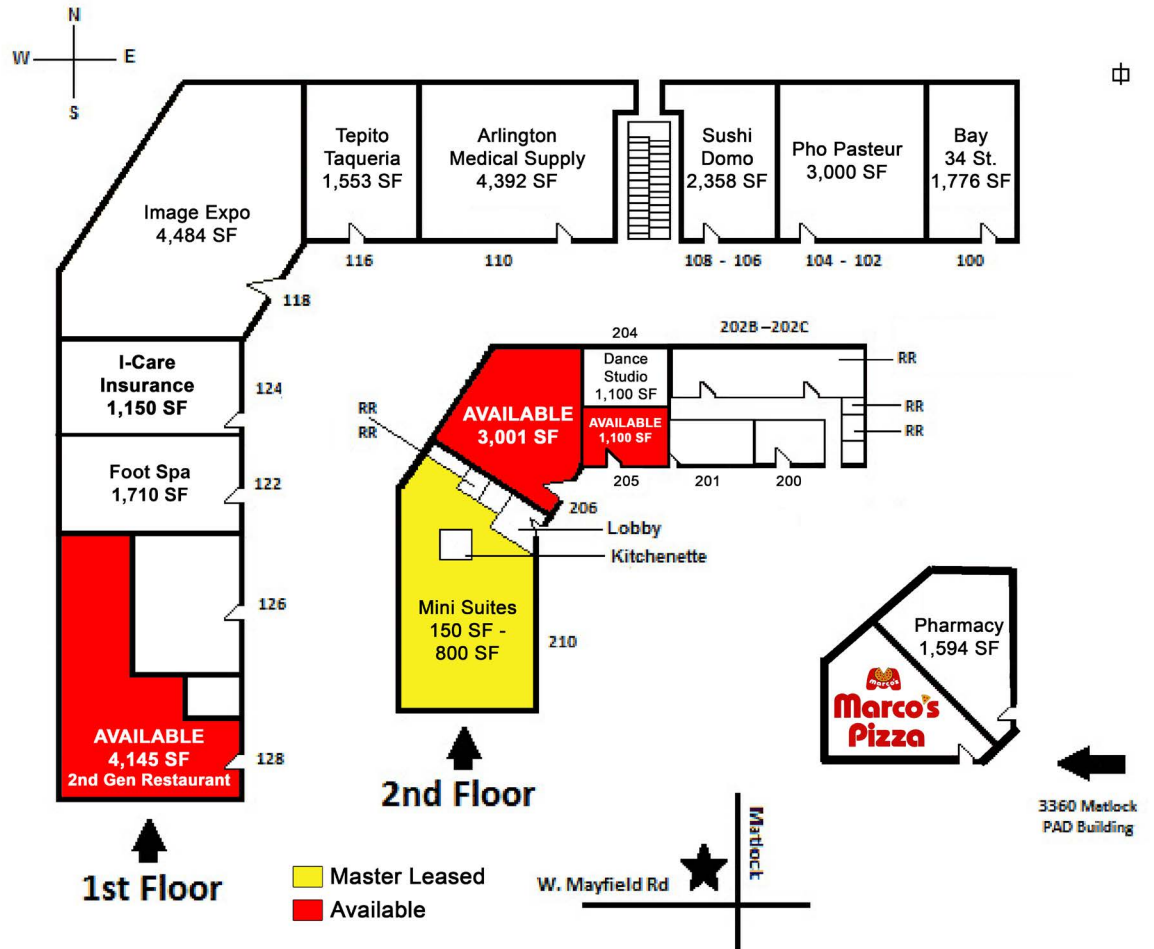 N
W
E
S
Tepito
Taqueria
1,553 SF
Arlington
Medical Supply
4,392 SF
Sushi
Domo
2,358 SF
Pho Pasteur
3,000 SF
Bay
34 St.
1,776 SF
Image Expo
4,484 SF
116
110
108 - 106
104 - 102
100
118
I-Care
Insurance
1,150 SF
124
Foot Spa
1,710 SF
122
126
AVAILABLE
4,145 SF
2nd Gen Restaurant
128
1st Floor
204
202B-202C
Dance
Studio
1,100 SF
RR
RR
RR
RR
RR
AVAILABLE
3,001 SF
AVAILABLE
1,100 SF
205
201
200
206
Lobby
Kitchenette
Mini Suites
150 SF -
800 SF
210
2nd Floor
Pharmacy
1,594 SF
MARCO'S
Marco's
Pizza
3360 Matlock
PAD Building
Master Leased
Available
W. Mayfield Rd
Matlock